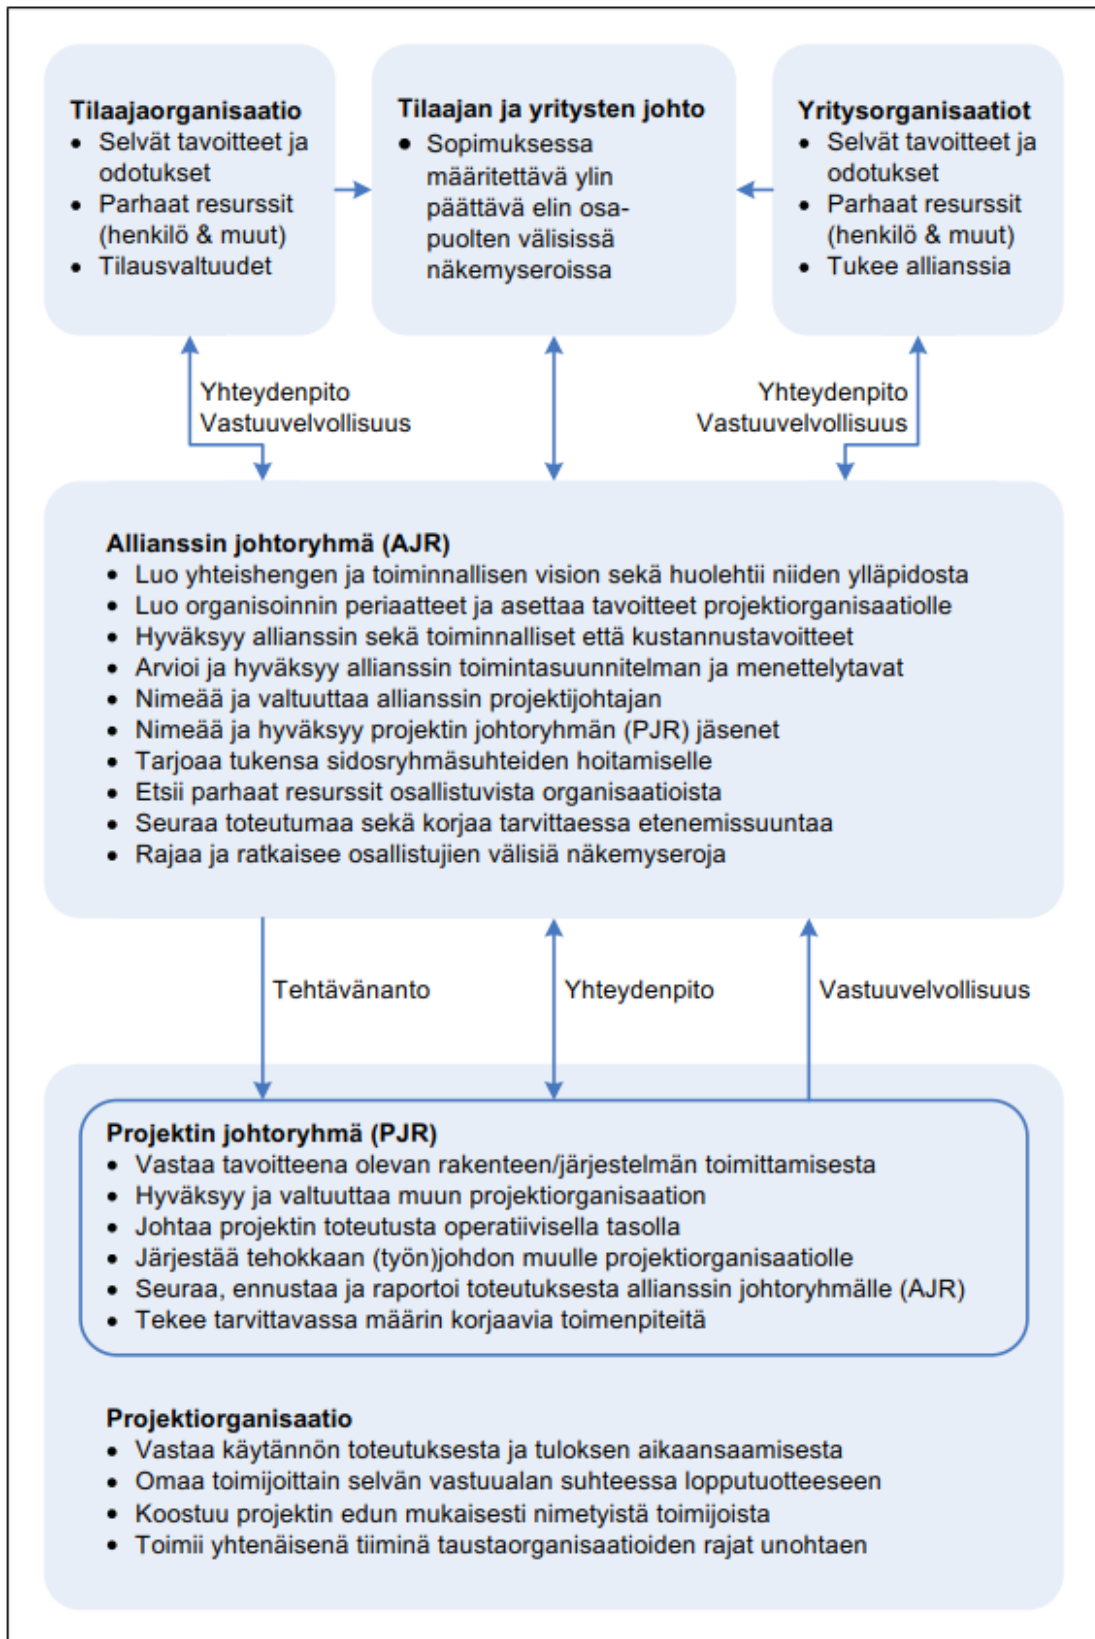 Tilaajaorganisaatio
• Selvät tavoitteet ja
odotukset
• Parhaat resurssit
(henkilö & muut)
• Tilausvaltuudet
Tilaajan ja yritysten johto
• Sopimuksessa
määritettävä ylin
päättävä elin osa-
puolten välisissä
näkemyseroissa
Yritysorganisaatiot
• Selvät tavoitteet ja
odotukset
• Parhaat resurssit
(henkilö & muut)
• Tukee allianssia
Yhteydenpito
Vastuuvelvollisuus
Yhteydenpito
Vastuuvelvollisuus
Allianssin johtoryhmä (AJR)
• Luo yhteishengen ja toiminnallisen vision sekä huolehtii niiden ylläpidosta
• Luo organisoinnin periaatteet ja asettaa tavoitteet projektiorganisaatiolle
• Hyväksyy allianssin sekä toiminnalliset että kustannustavoitteet
• Arvioi ja hyväksyy allianssin toimintasuunnitelman ja menettelytavat
• Nimeää ja valtuuttaa allianssin projektijohtajan
• Nimeää ja hyväksyy projektin johtoryhmän (PJR) jäsenet
• Tarjoaa tukensa sidosryhmäsuhteiden hoitamiselle
• Etsii parhaat resurssit osallistuvista organisaatioista
• Seuraa toteutumaa sekä korjaa tarvittaessa etenemissuuntaa
• Rajaa ja ratkaisee osallistujien välisiä näkemyseroja
Tehtävänanto
Yhteydenpito
Vastuuvelvollisuus
Projektin johtoryhmä (PJR)
• Vastaa tavoitteena olevan rakenteen/järjestelmän toimittamisesta
• Hyväksyy ja valtuuttaa muun projektiorganisaation
• Johtaa projektin toteutusta operatiivisella tasolla
• Järjestää tehokkaan (työn)johdon muulle projektiorganisaatiolle
• Seuraa, ennustaa ja raportoi toteutuksesta allianssin johtoryhmälle (AJR)
• Tekee tarvittavassa määrin korjaavia toimenpiteitä
Projektiorganisaatio
• Vastaa käytännön toteutuksesta ja tuloksen aikaansaamisesta
• Omaa toimijoittain selvän vastuualan suhteessa lopputuotteeseen
• Koostuu projektin edun mukaisesti nimetyistä toimijoista
• Toimii yhtenäisenä tiiminä taustaorganisaatioiden rajat unohtaen